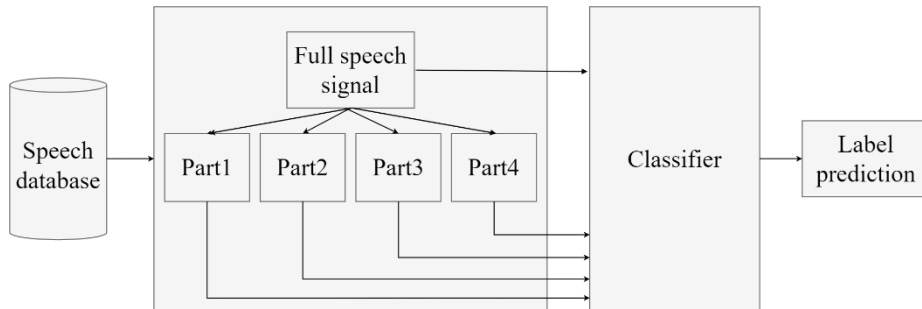 Full speech
signal
Speech
database
Part1
Part2
Part3
Part4
Classifier
Label
prediction